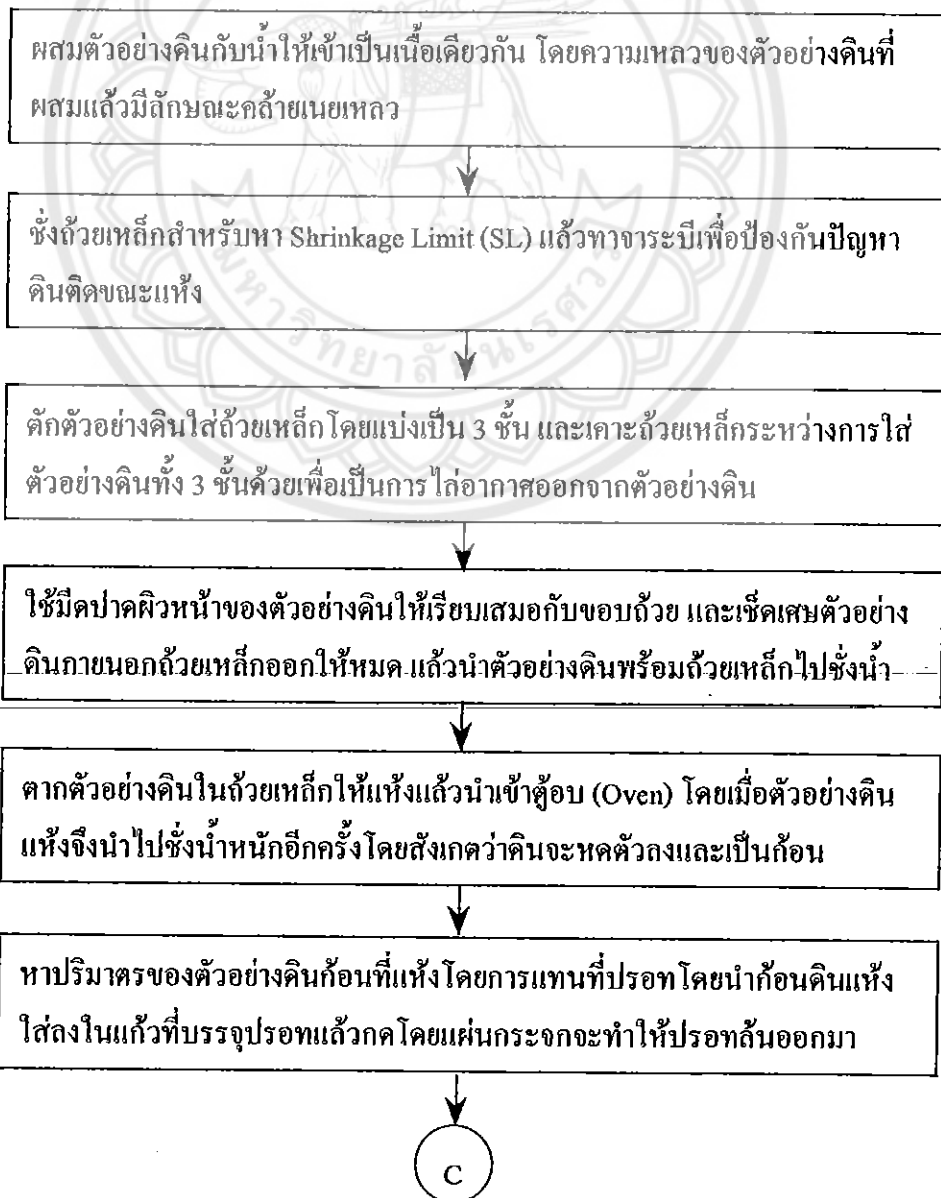 ผสมตัวอย่างดินกับน้ำให้เข้าเป็นเนื้อเดียวกัน โดยความเหลวของตัวอย่างดินที่
ผสมแล้วมีลักษณะคล้ายเนยเหลว
ชั่งถ้วยเหล็กสำหรับหา Shrinkage Limit (SL) แล้วทาจาระบีเพื่อป้องกันปัญหา
ดินติดขณะแห้ง
มหาวิทยาลัยนเรศวร
ตักตัวอย่างดินใส่ถ้วยเหล็กโดยแบ่งเป็น 3 ชั้น และเคาะถ้วยเหล็กระหว่างการใส่
ตัวอย่างดินทั้ง 3 ชั้นด้วยเพื่อเป็นการไล่อากาศออกจากตัวอย่างดิน
ใช้มีดปาดผิวหน้าของตัวอย่างดินให้เรียบเสมอกับขอบถ้วย และเช็ดเศษตัวอย่าง
ดินภายนอกถ้วยเหล็กออกให้หมด แล้วนำตัวอย่างดินพร้อมถ้วยเหล็กไปชั่งน้ำ
ตากตัวอย่างดินในถ้วยเหล็กให้แห้งแล้วนำเข้าตู้อบ (Oven) โดยเมื่อตัวอย่างดิน
แห้งจึงนำไปชั่งน้ำหนักอีกครั้งโดยสังเกตว่าดินจะหดตัวลงและเป็นก้อน
หาปริมาตรของตัวอย่างดินก้อนที่แห้งโดยการแทนที่ปรอทโดยนำก้อนดินแห้ง
ใส่ลงในแก้วที่บรรจุปรอทแล้วกดโดยแผ่นกระจกจะทำให้ปรอทล้นออกมา
C